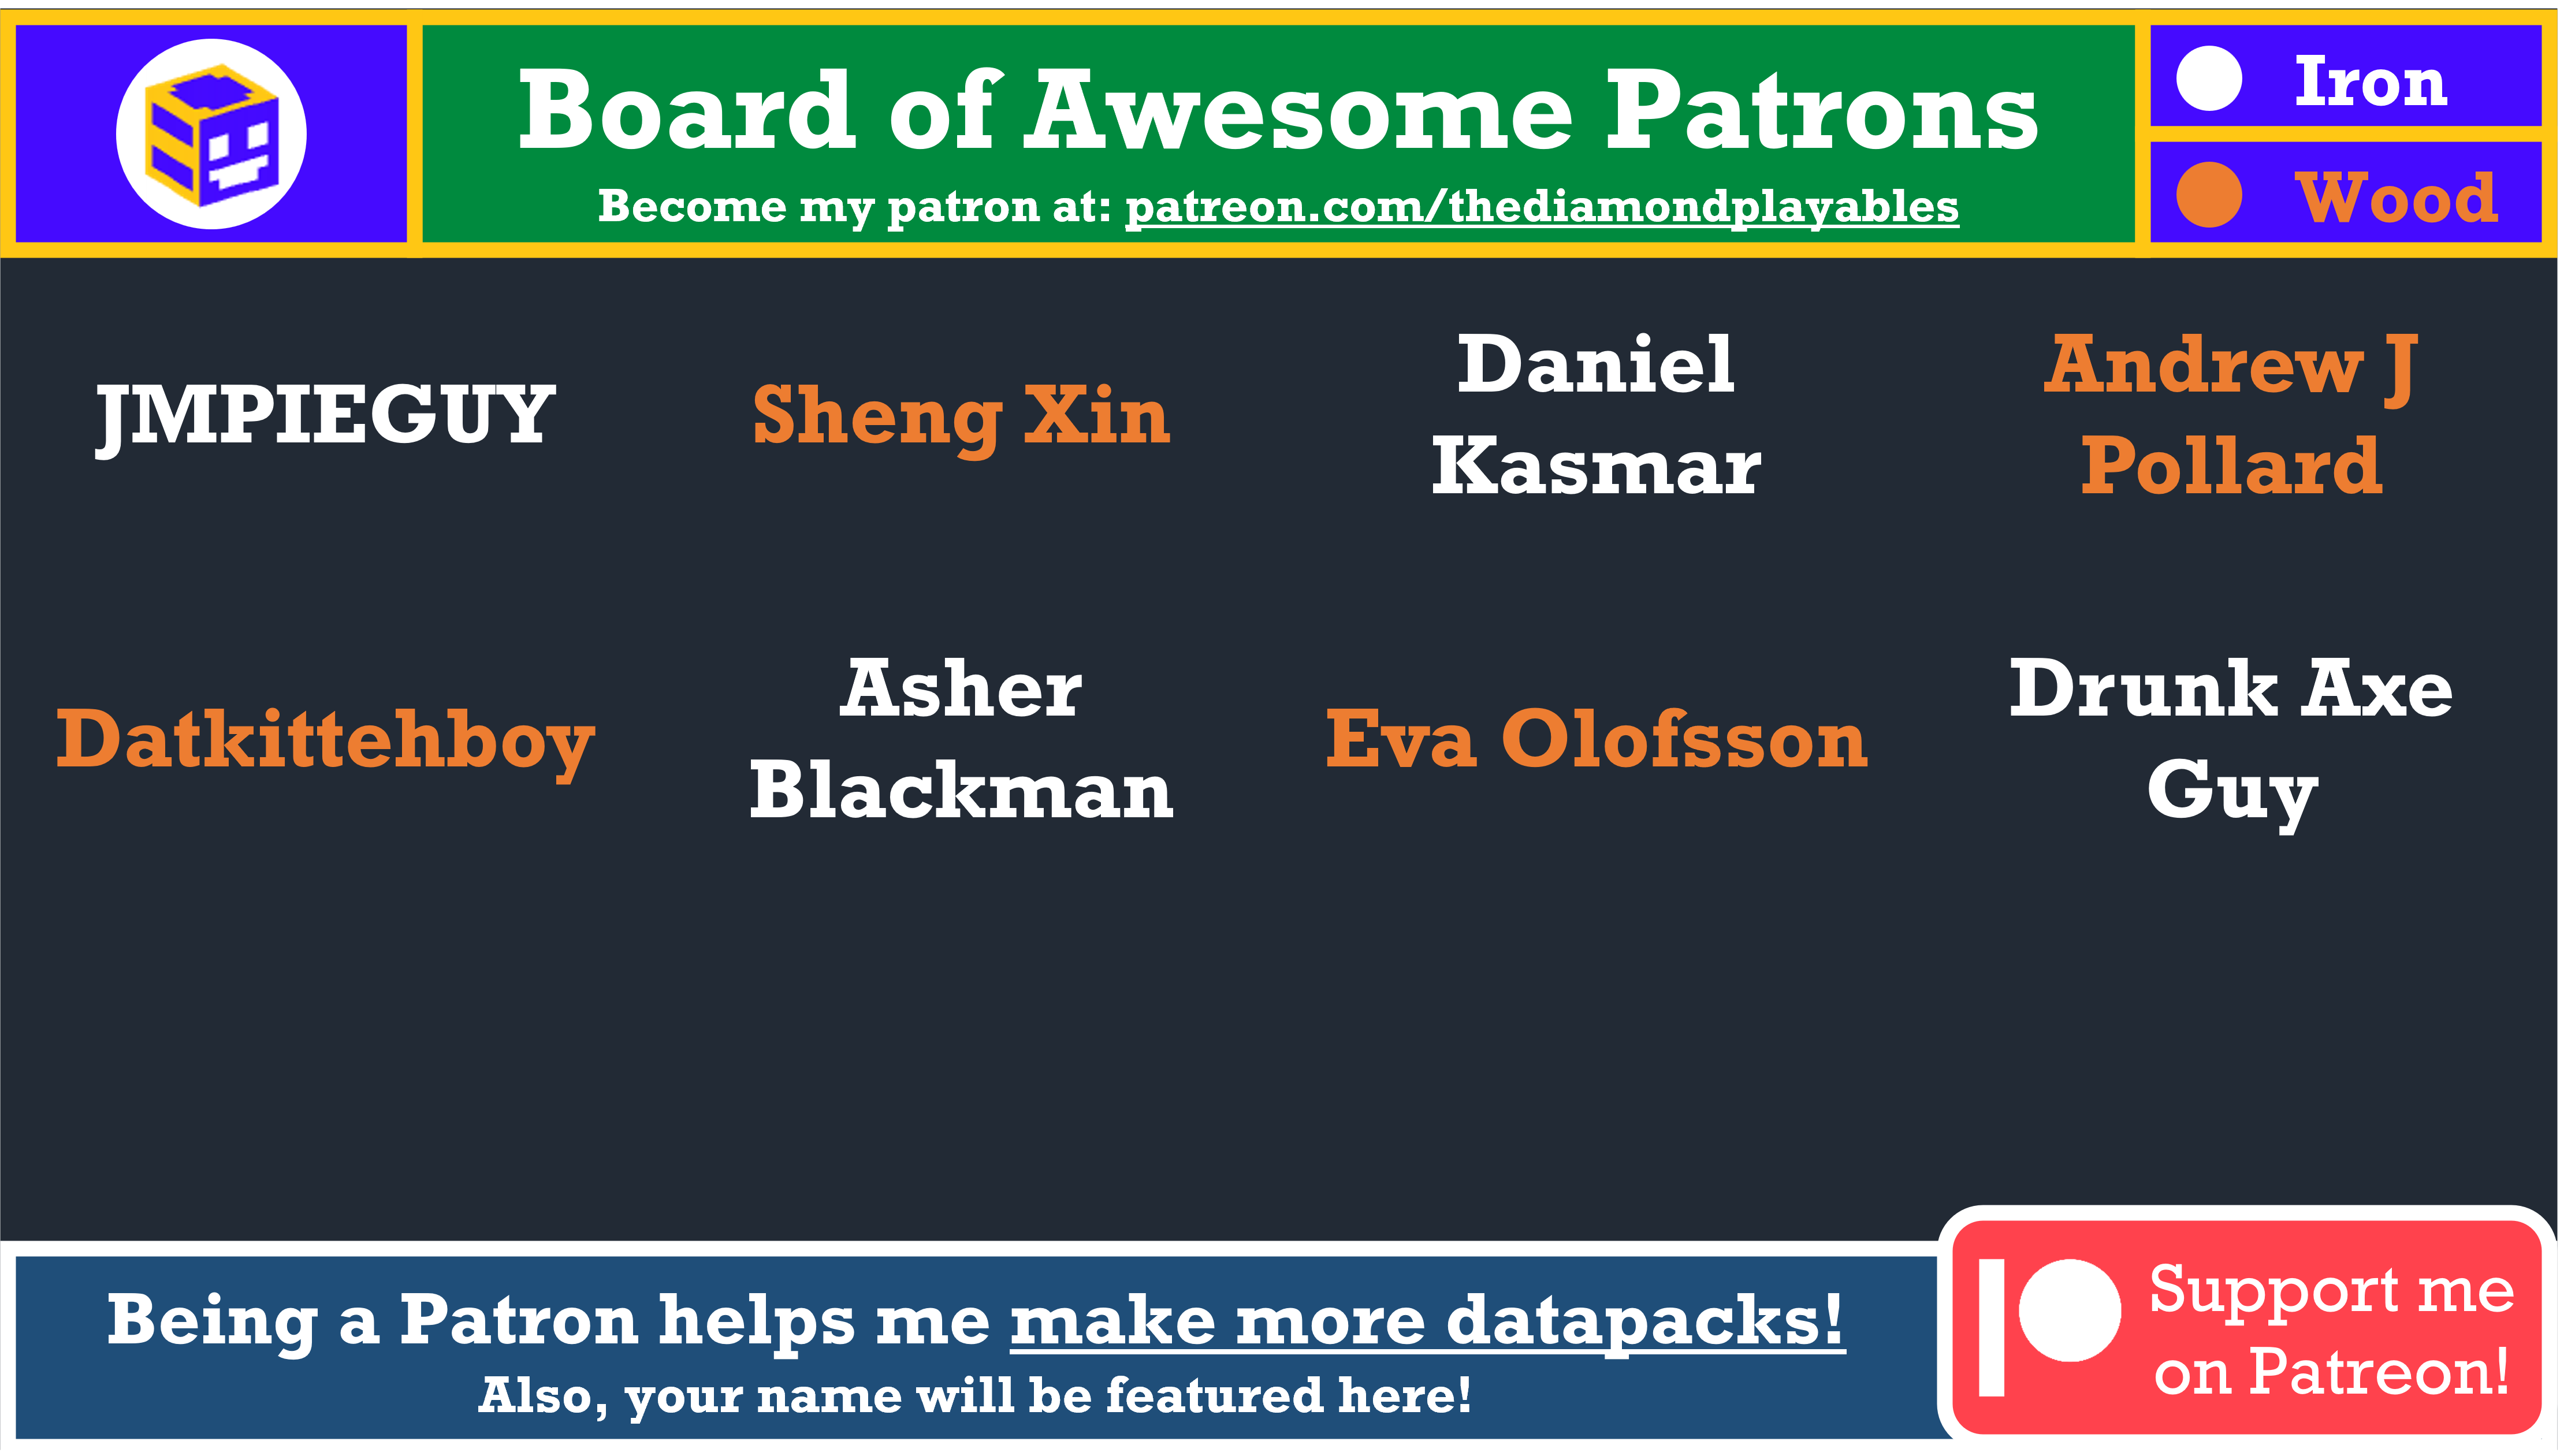 Board of Awesome Patrons
Become my patron at: patreon.com/thediamondplayables
Iron
Wood
JMPIEGUY
Sheng Xin
Daniel
Kasmar
Andrew J
Pollard
Datkittehboy
Asher
Blackman
Eva Olofsson
Drunk Axe
Guy
Being a Patron helps me make more datapacks!
Also, your name will be featured here!
Support me
on Patreon!